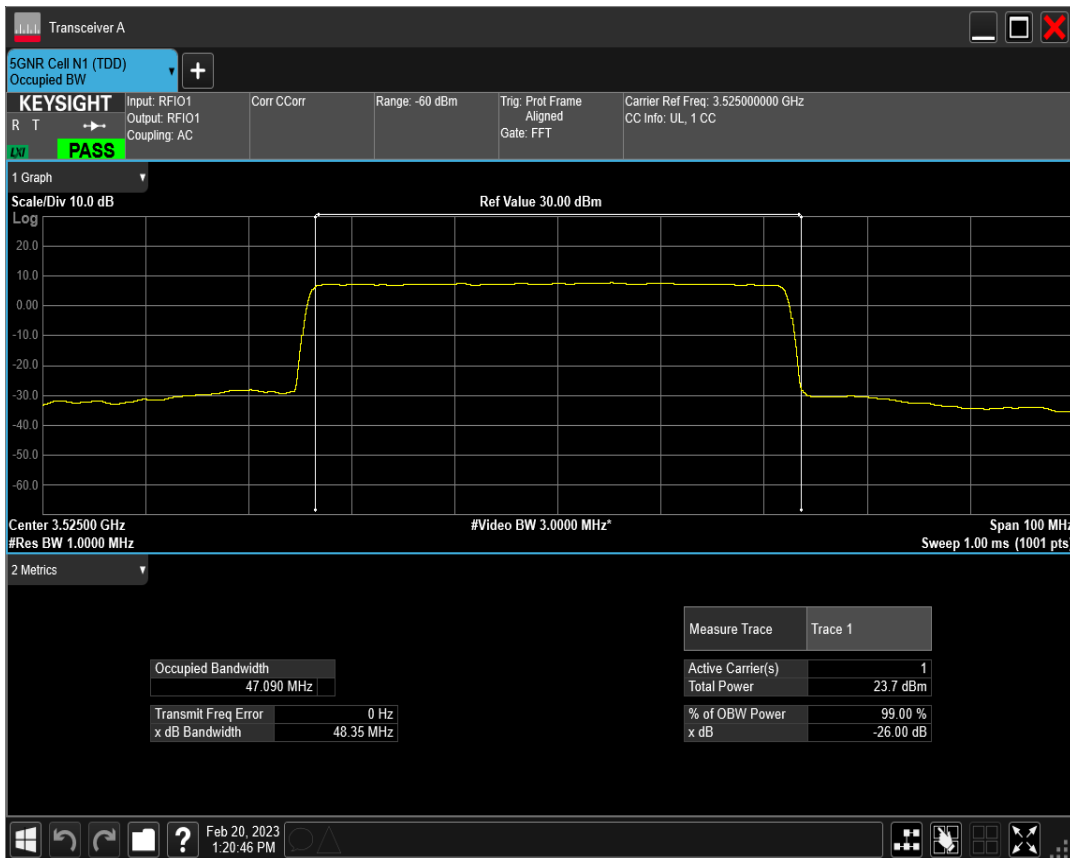 Transceiver A
5GNR Cell N1 (TDD)
Occupied BW
+
KEYSIGHT
R T
LXI
PASS
Input: RFIO1
Output: RFIO1
Coupling: AC
Corr CCorr
Range: -60 dBm
Trig: Prot Frame
Aligned
Gate: FFT
Carrier Ref Freq: 3.525000000 GHz
CC Info: UL, 1 CC
1 Graph
Scale/Div 10.0 dB
Ref Value 30.00 dBm
Log
20.0
10.0
0.00
-10.0
-20.0
-30.0
-40.0
-50.0
-60.0
Center 3.52500 GHz
#Video BW 3.0000 MHz*
Span 100 MHz
#Res BW 1.0000 MHz
Sweep 1.00 ms (1001 pts)
2 Metrics
Measure Trace Trace 1
Occupied Bandwidth
47.090 MHz
Active Carrier(s) 1
Total Power 23.7 dBm
Transmit Freq Error 0 Hz
x dB Bandwidth 48.35 MHz
% of OBW Power 99.00 %
x dB -26.00 dB
?
Feb 20, 2023
1:20:46 PM